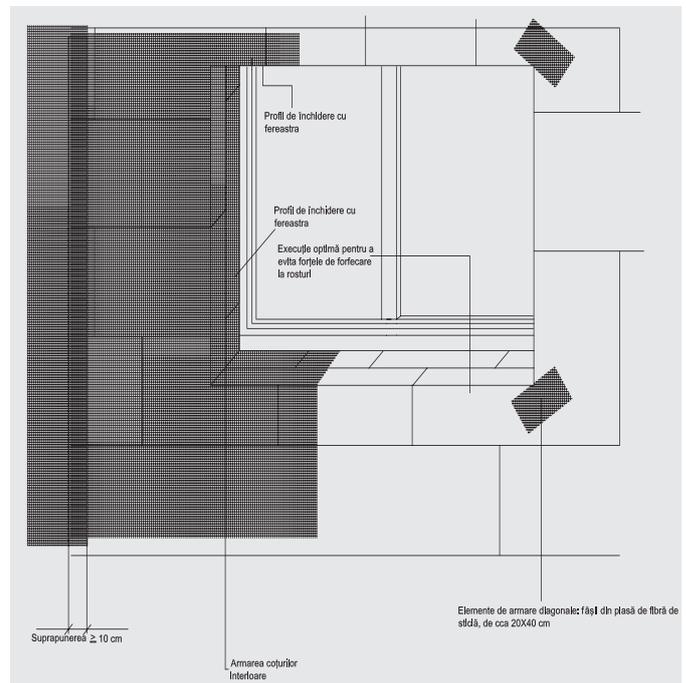 Profil de închidere cu
fereastra
Profil de închidere cu
fereastra
Execuție optimă pentru a
evita forțele de forfecare
la rosturi
Elemente de armare diagonale: fâșii din plasă de fibră de
sticlă, de cca 20X40 cm
Suprapunerea ≥ 10 cm
Armarea colțurilor
interioare